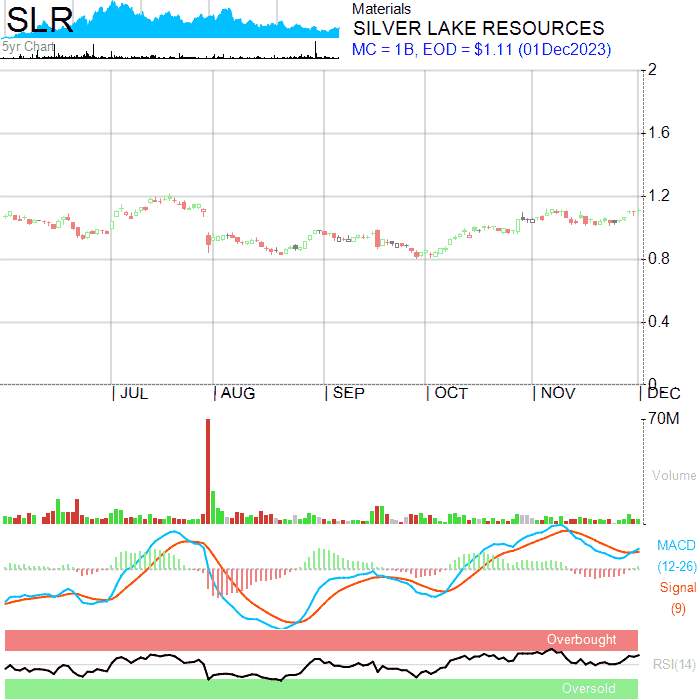 SLR
5yr Chart
Materials
SILVER LAKE RESOURCES
MC = 1B, EOD = $1.11 (01Dec2023)
2
1.6
1.2
0.8
0.4
0
JUL AUG SEP OCT NOV DEC
70M
Volume
MACD
(12-26)
Signal
(9)
Overbought
RSI(14)
Oversold